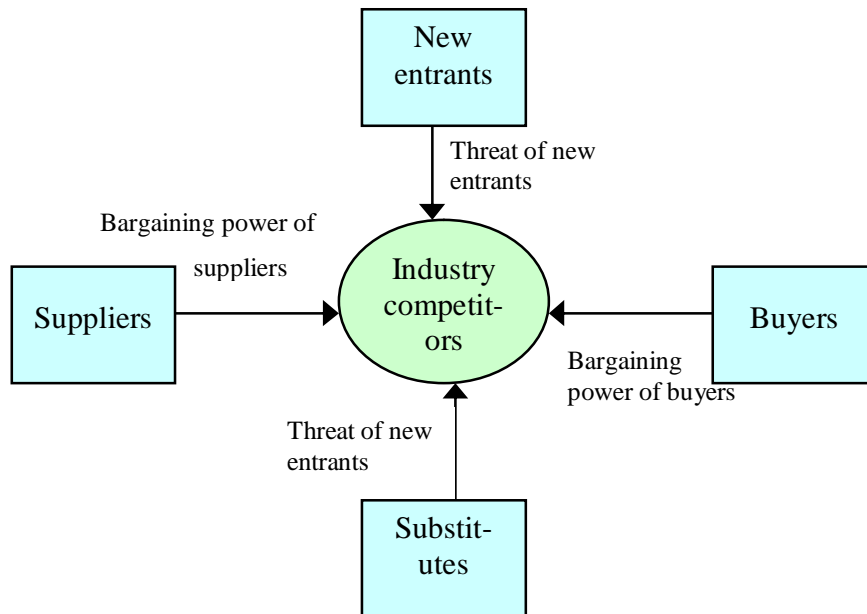 New
entrants
Threat of new
entrants
Bargaining power of
suppliers
Suppliers
Industry
competit-
ors
Buyers
Bargaining
power of buyers
Threat of new
entrants
Substit-
utes